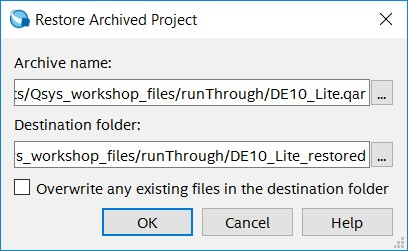 Restore Archived Project
Archive name:
ts/Qsys_workshop_files/runThrough/DE10_Lite.qar
...
Destination folder:
s_workshop_files/runThrough/DE10_Lite_restored
...
Overwrite any existing files in the destination folder
OK
Cancel
Help